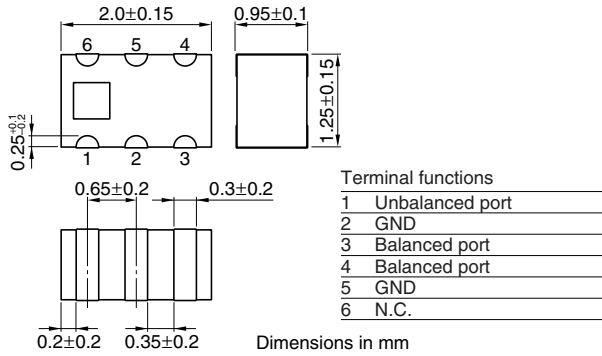 2.0±0.15
0.95±0.1
6 5 4
1.25±0.15
0.25+0.1 −0.2
1 2 3
0.65±0.2
0.3±0.2
0.2±0.2
0.35±0.2
Terminal functions
1 Unbalanced port
2 GND
3 Balanced port
4 Balanced port
5 GND
6 N.C.
Dimensions in mm